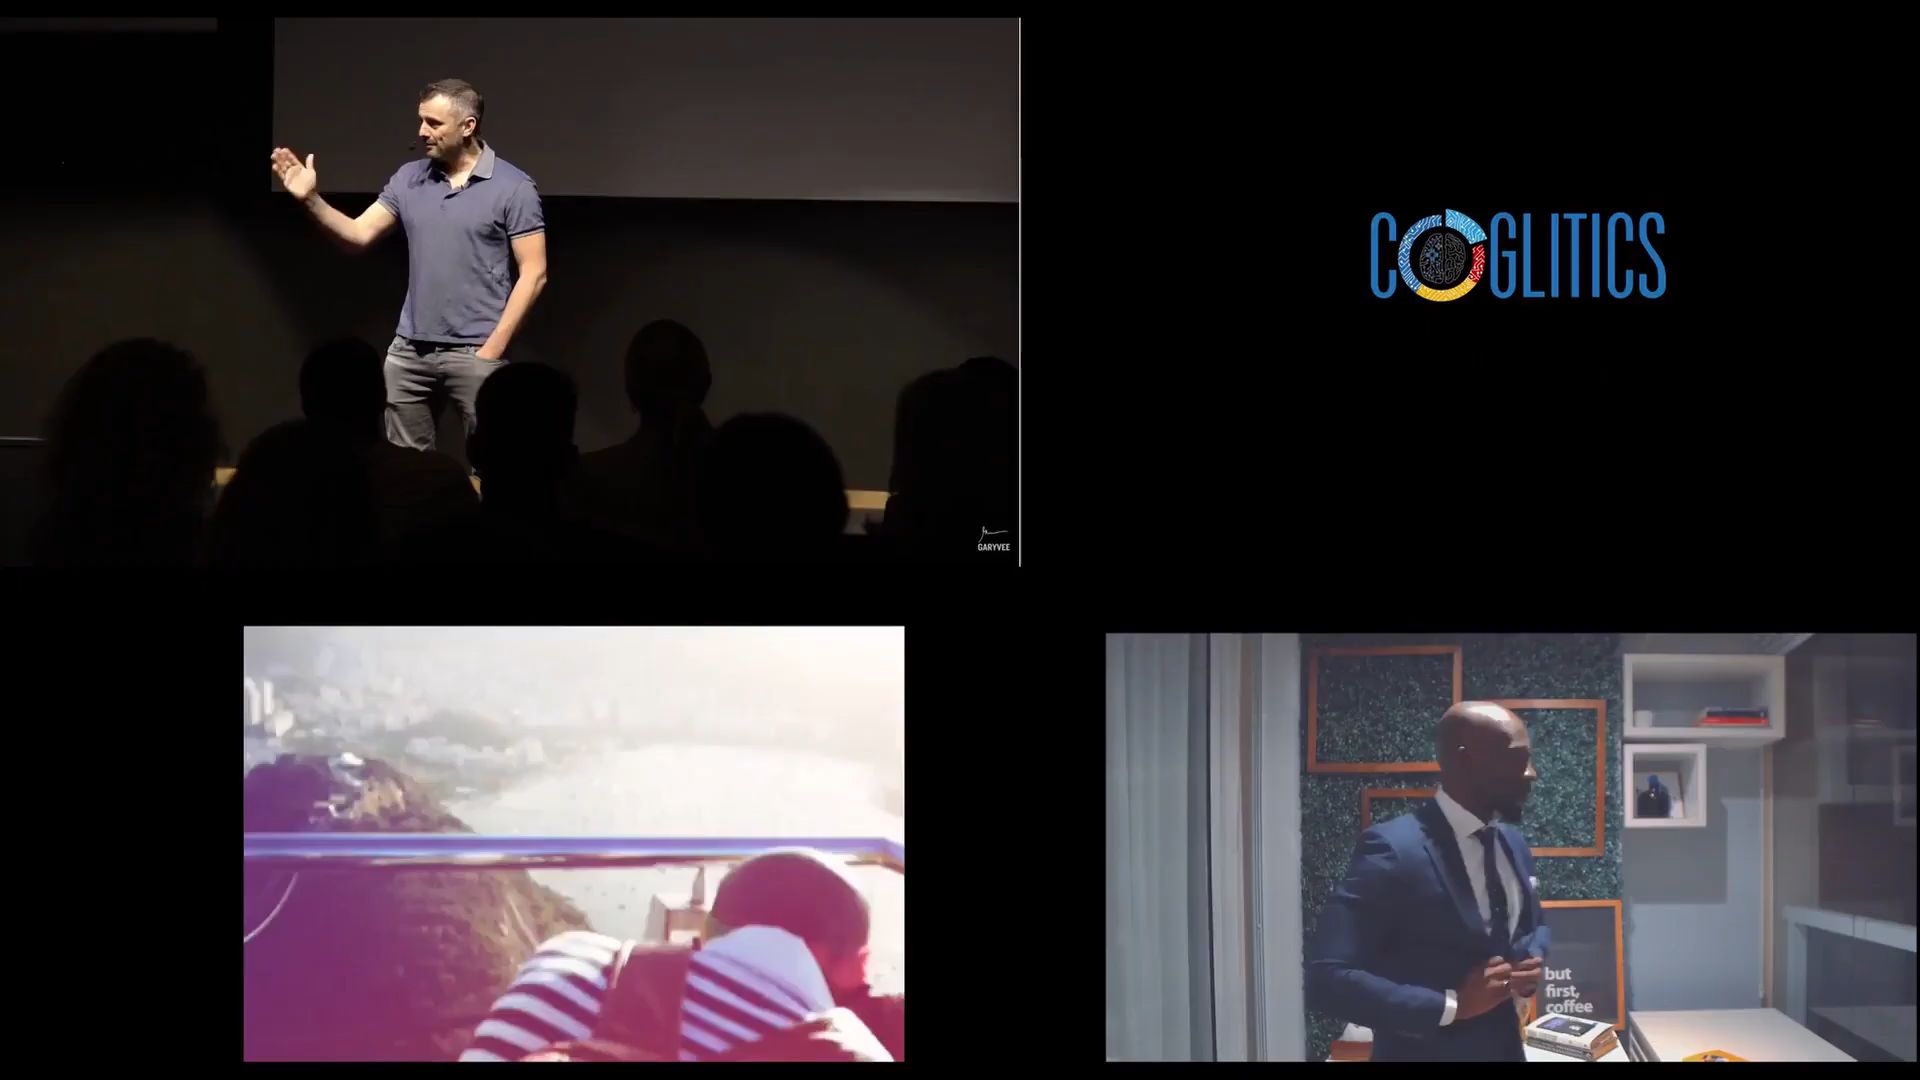 COGLITICS
GARYVEE
but
first,
coffee